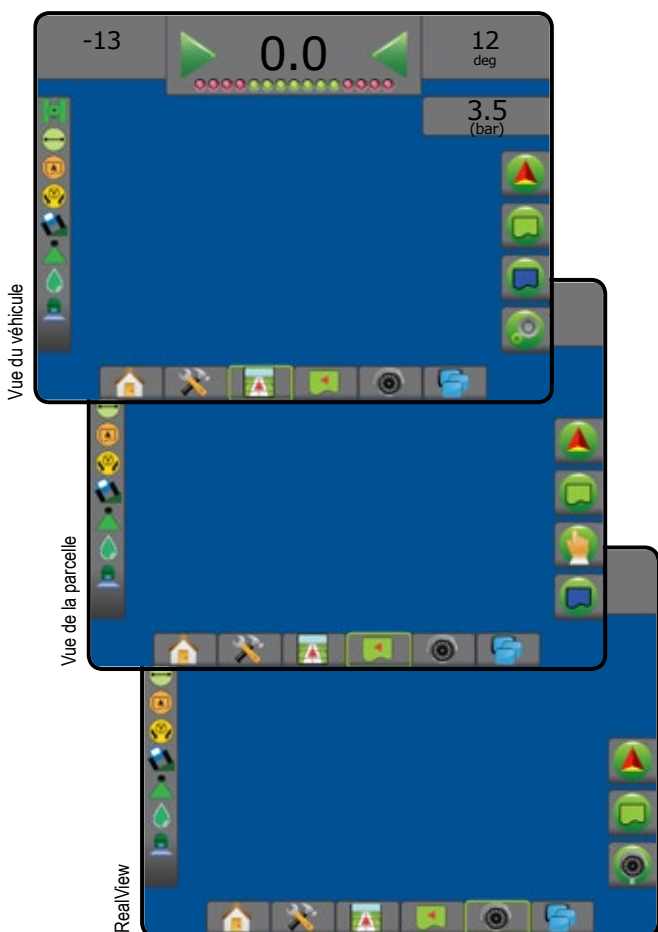 -13
0.0
12
deg
3.5
(bar)
Vue du véhicule
Vue de la parcelle
RealView